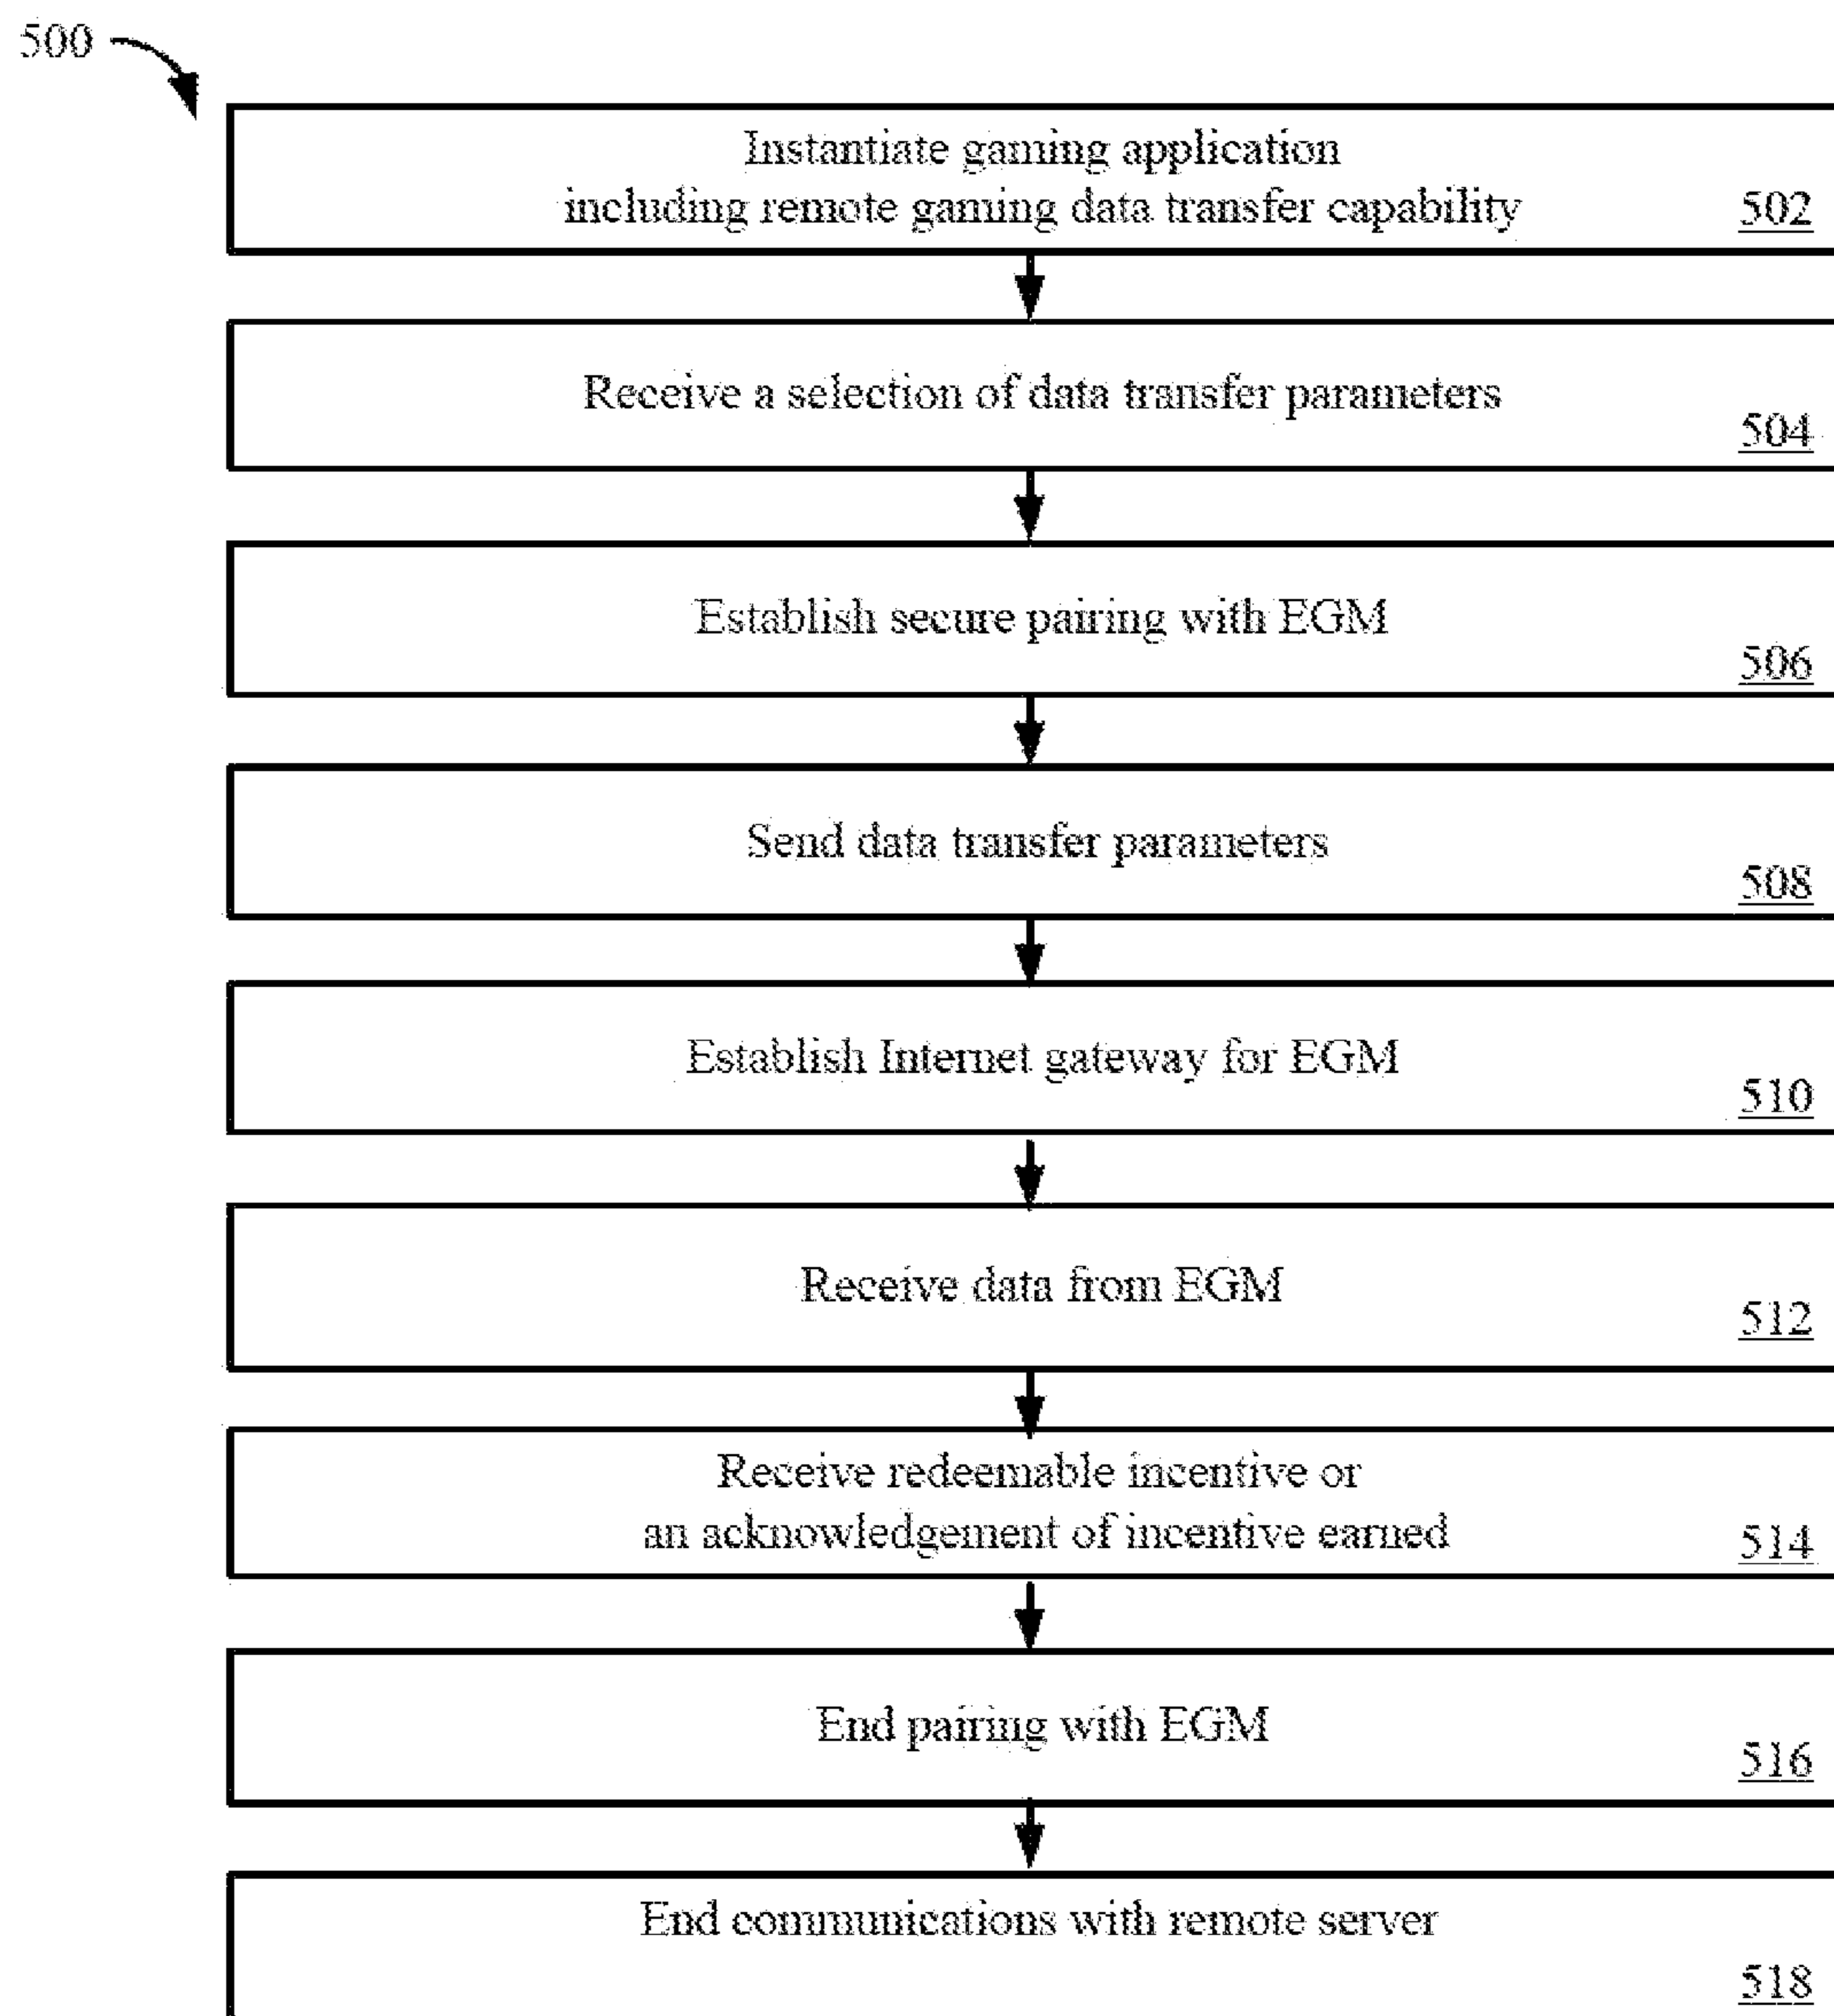 500
Instantiate gaming application
including remote gaming data transfer capability
502
Receive a selection of data transfer parameters
504
Establish secure pairing with EGM
506
Send data transfer parameters
508
Establish Internet gateway for EGM
510
Receive data from EGM
512
Receive redeemable incentive or
an acknowledgement of incentive earned
514
End pairing with EGM
516
End communications with remote server
518